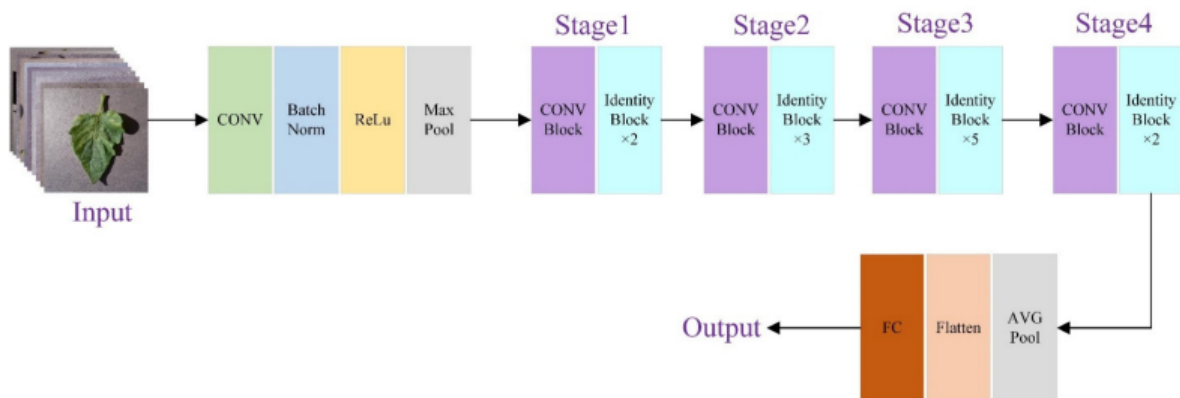 Stage1
Stage2
Stage3
Stage4
Input
CONV
Batch
Norm
ReLu
Max
Pool
CONV
Block
Identity
Block
×2
CONV
Block
Identity
Block
×3
CONV
Block
Identity
Block
×5
CONV
Block
Identity
Block
×2
Output
FC
Flatten
AVG
Pool